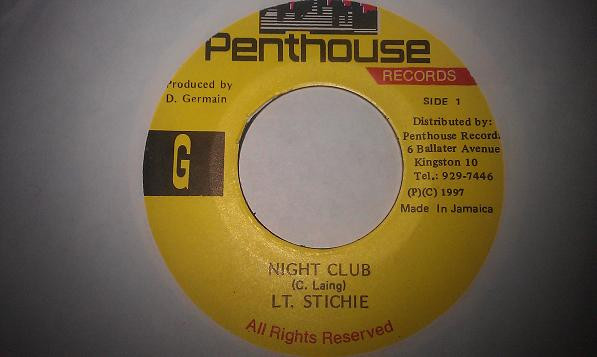 Penthouse
RECORDS
Produced by
D. Germain
SIDE 1
G
Distributed by:
Penthouse Record
6 Ballater Avenue
Kingston 10
Tel.: 929-7446
(P)(C) 1997
Made In Jamaica
NIGHT CLUB
(C. Laing)
LT. STICHIE
All Rights Reserved